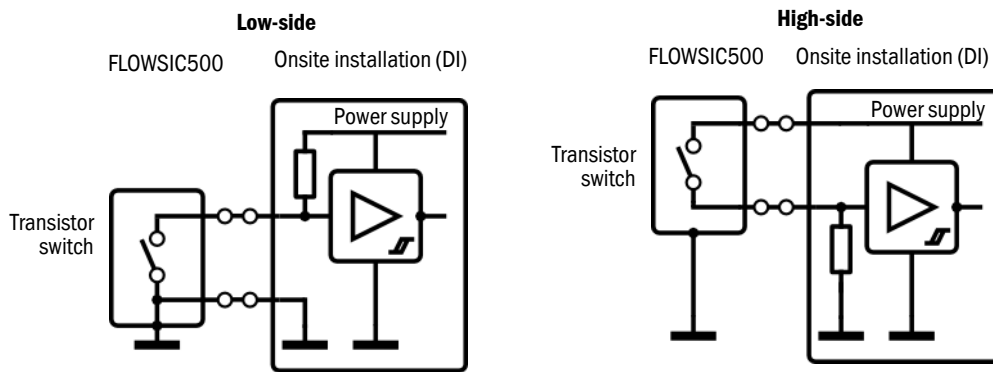 Low-side
FLOWSIC500
Onsite installation (DI)
Power supply
Transistor
switch
High-side
FLOWSIC500
Onsite installation (DI)
Power supply
Transistor
switch